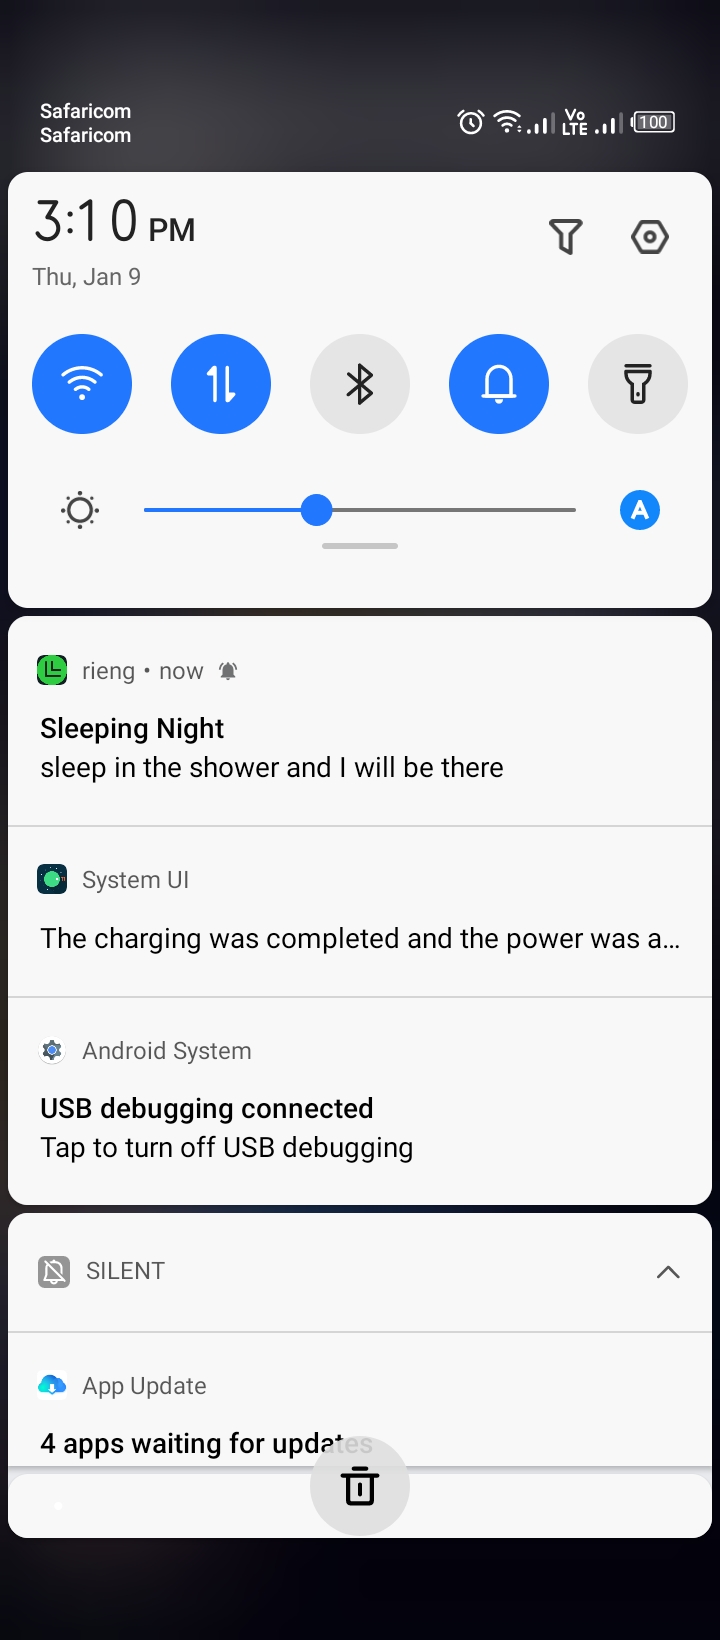 Safaricom
Safaricom
Vo
LTE
100
3:10 PM
Thu, Jan 9
A
rieng • now
Sleeping Night
sleep in the shower and I will be there
System UI
The charging was completed and the power was a...
Android System
USB debugging connected
Tap to turn off USB debugging
SILENT
App Update
4 apps waiting for updates